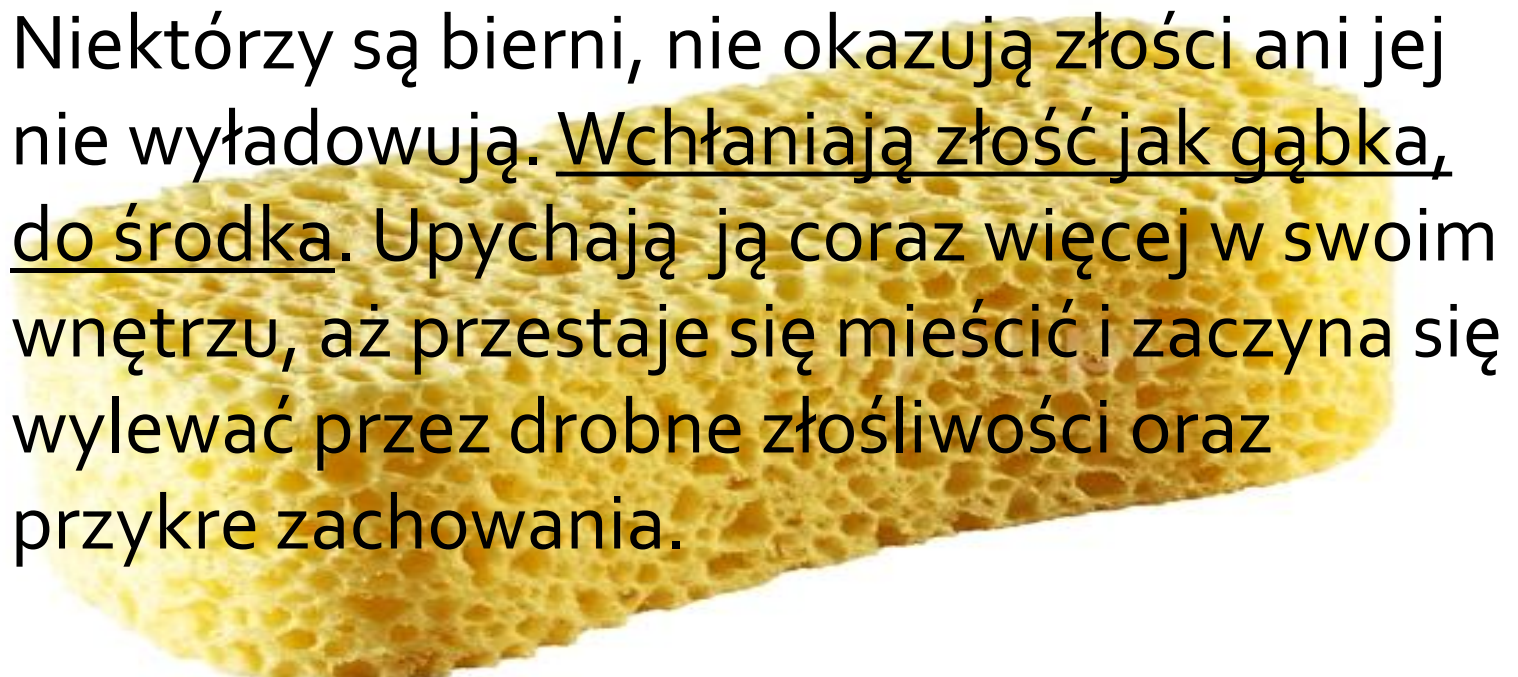 Niektórzy są bierni, nie okazują złości ani jej
nie wyładowują. Wchłaniają złość jak gąbka,
do środka. Upychają  ją coraz więcej w swoim
wnętrzu, aż przestaje się mieścić i zaczyna się
wylewać przez drobne złośliwości oraz
przykre zachowania.